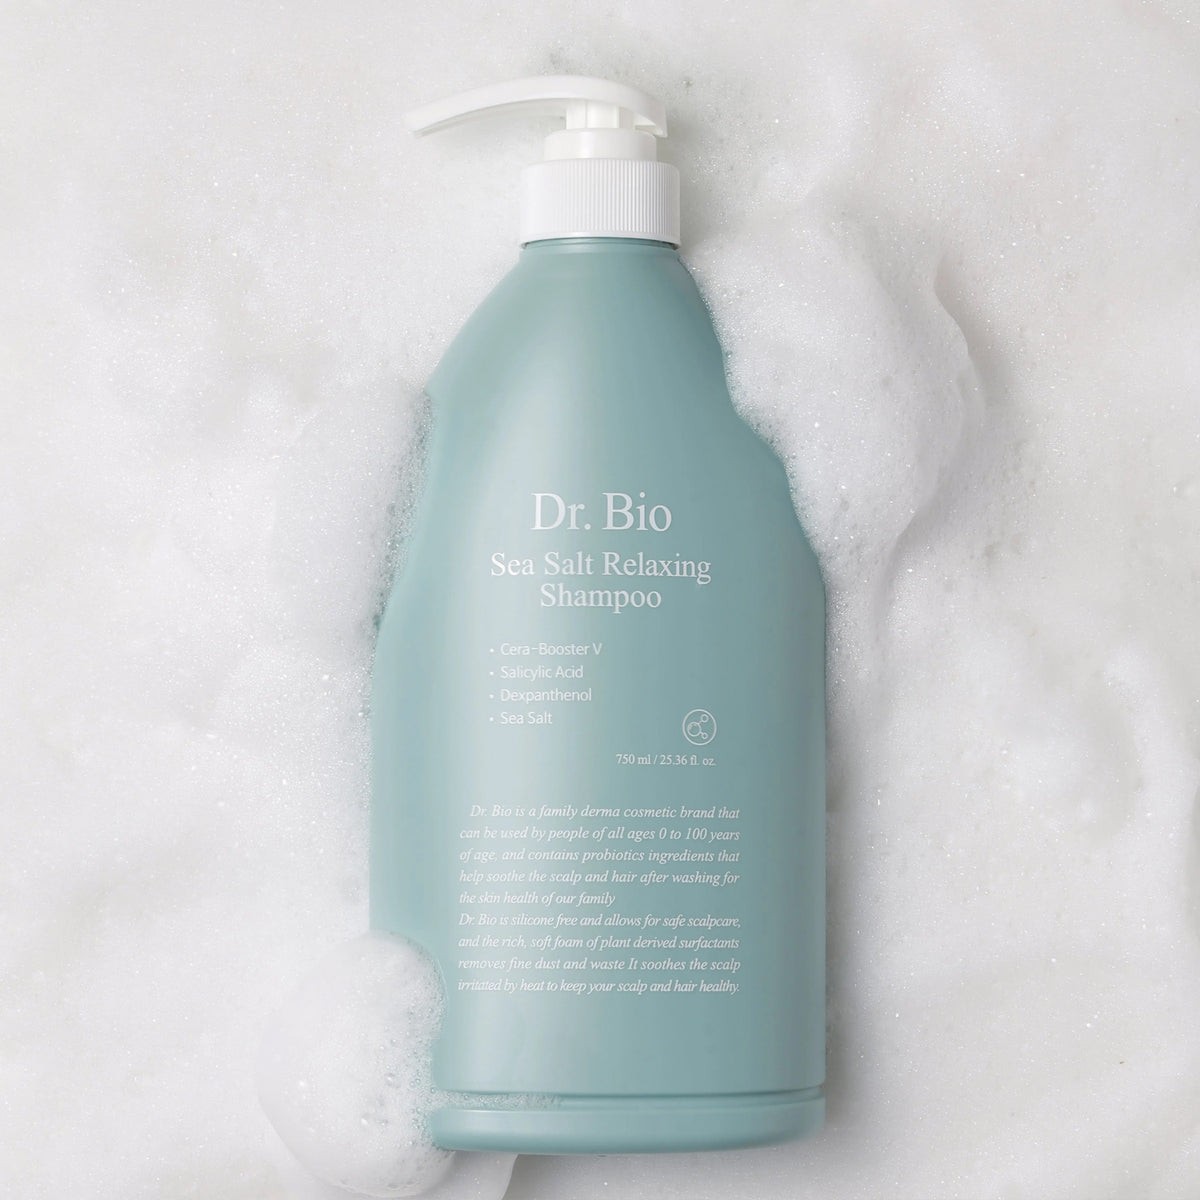 Dr. Bio
Sea Salt Relaxing
Shampoo
• Cera-Booster V
• Salicylic Acid
• Dexpanthenol
• Sea Salt
750 ml / 25.36 fl. oz.
Dr. Bio is a family derma cosmetic brand that
can be used by people of all ages 0 to 100 years
of age, and contains probiotics ingredients that
help soothe the scalp and hair after washing for
the skin health of our family
Dr. Bio is silicone free and allows for safe scalpcare,
and the rich, soft foam of plant derived surfactants
removes fine dust and waste It soothes the scalp
irritated by heat to keep your scalp and hair healthy.